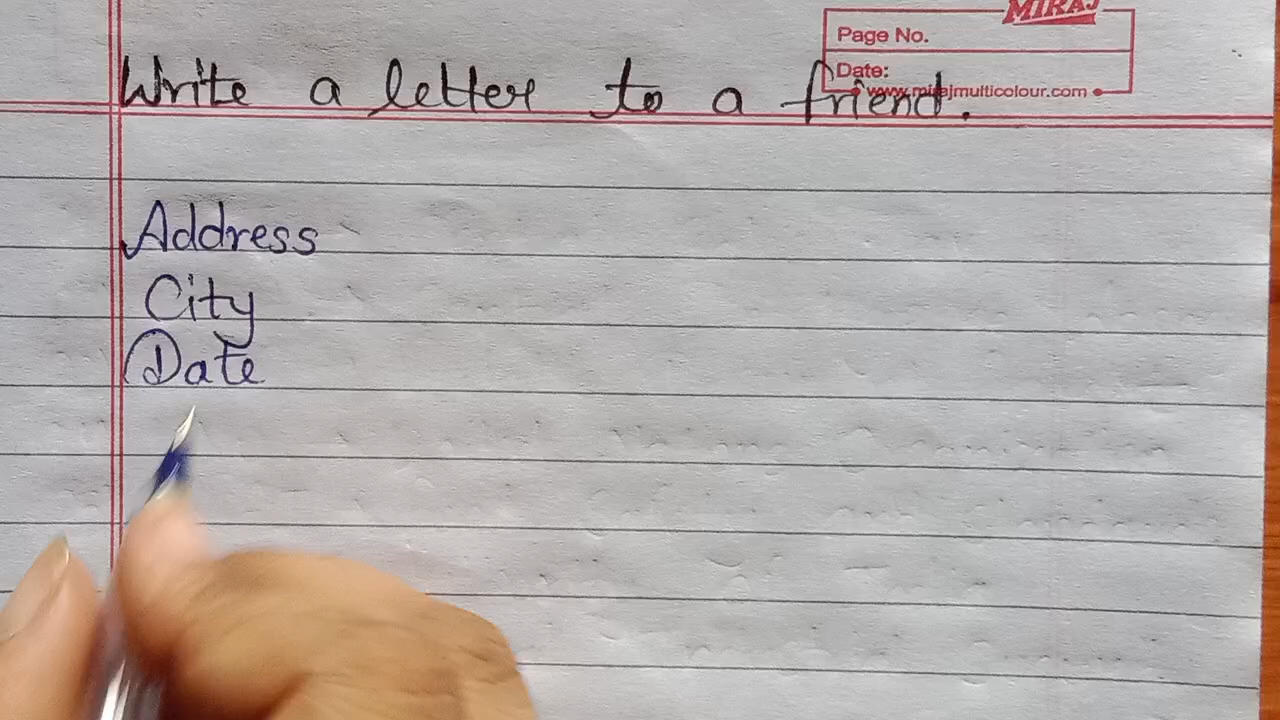 MIRAJ
Page No.
Date:
www.mirajmulticolour.com
Write a letter to a friend.
Address
City
Date